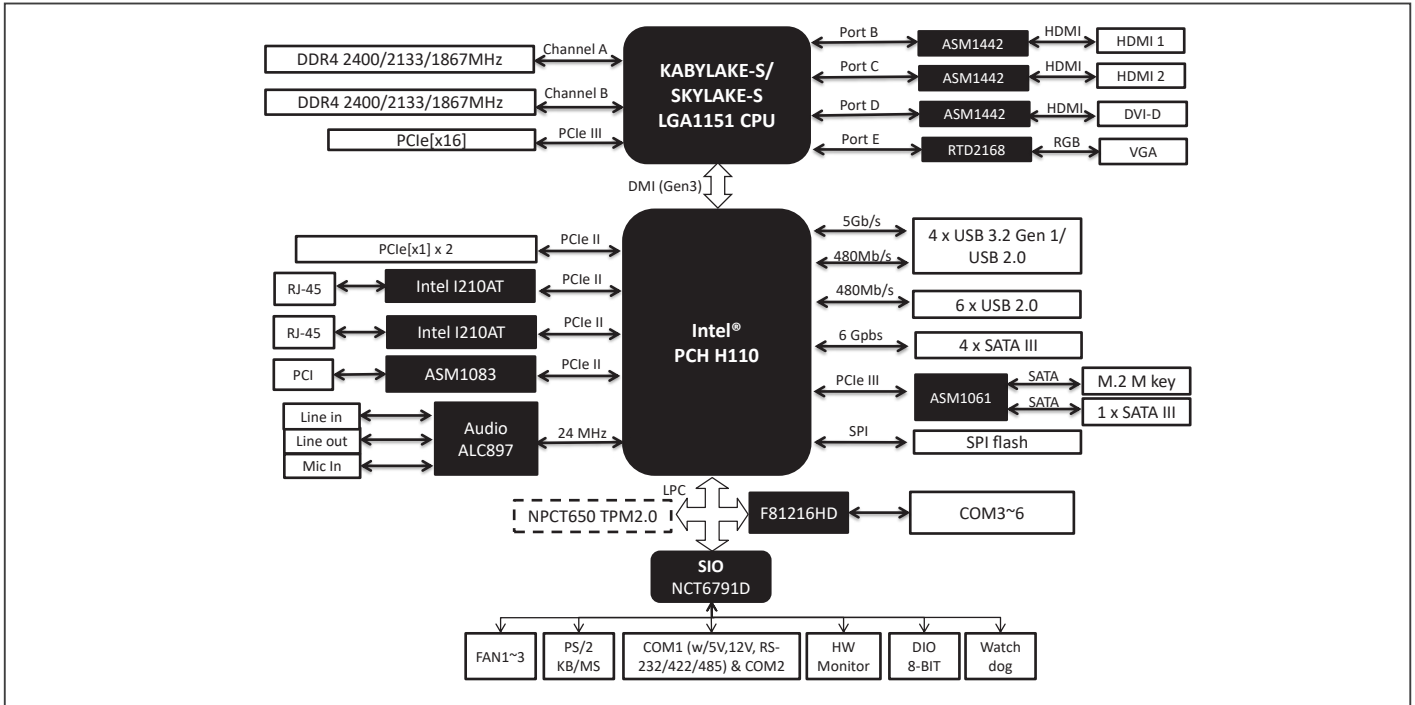 DDR4 2400/2133/1867MHz
Channel A
DDR4 2400/2133/1867MHz
Channel B
PCIe[x16]
PCIe III
KABYLAKE-S/
SKYLAKE-S
LGA1151 CPU
Port B
ASM1442
HDMI
HDMI 1
Port C
ASM1442
HDMI
HDMI 2
Port D
ASM1442
HDMI
DVI-D
Port E
RTD2168
RGB
VGA
DMI (Gen3)
PCIe[x1] x 2
PCIe II
RJ-45
Intel I210AT
PCIe II
RJ-45
Intel I210AT
PCIe II
PCI
ASM1083
PCIe II
Line in
Line out
Mic In
Audio
ALC897
24 MHz
Intel®
PCH H110
5Gb/s
480Mb/s
4 x USB 3.2 Gen 1/
USB 2.0
480Mb/s
6 x USB 2.0
6 Gpbs
4 x SATA III
PCIe III
ASM1061
SATA
M.2 M key
SATA
1 x SATA III
SPI
SPI flash
LPC
NPCT650 TPM2.0
F81216HD
COM3~6
SIO
NCT6791D
FAN1~3
PS/2
KB/MS
COM1 (w/5V,12V, RS-
232/422/485) & COM2
HW
Monitor
DIO
8-BIT
Watch
dog